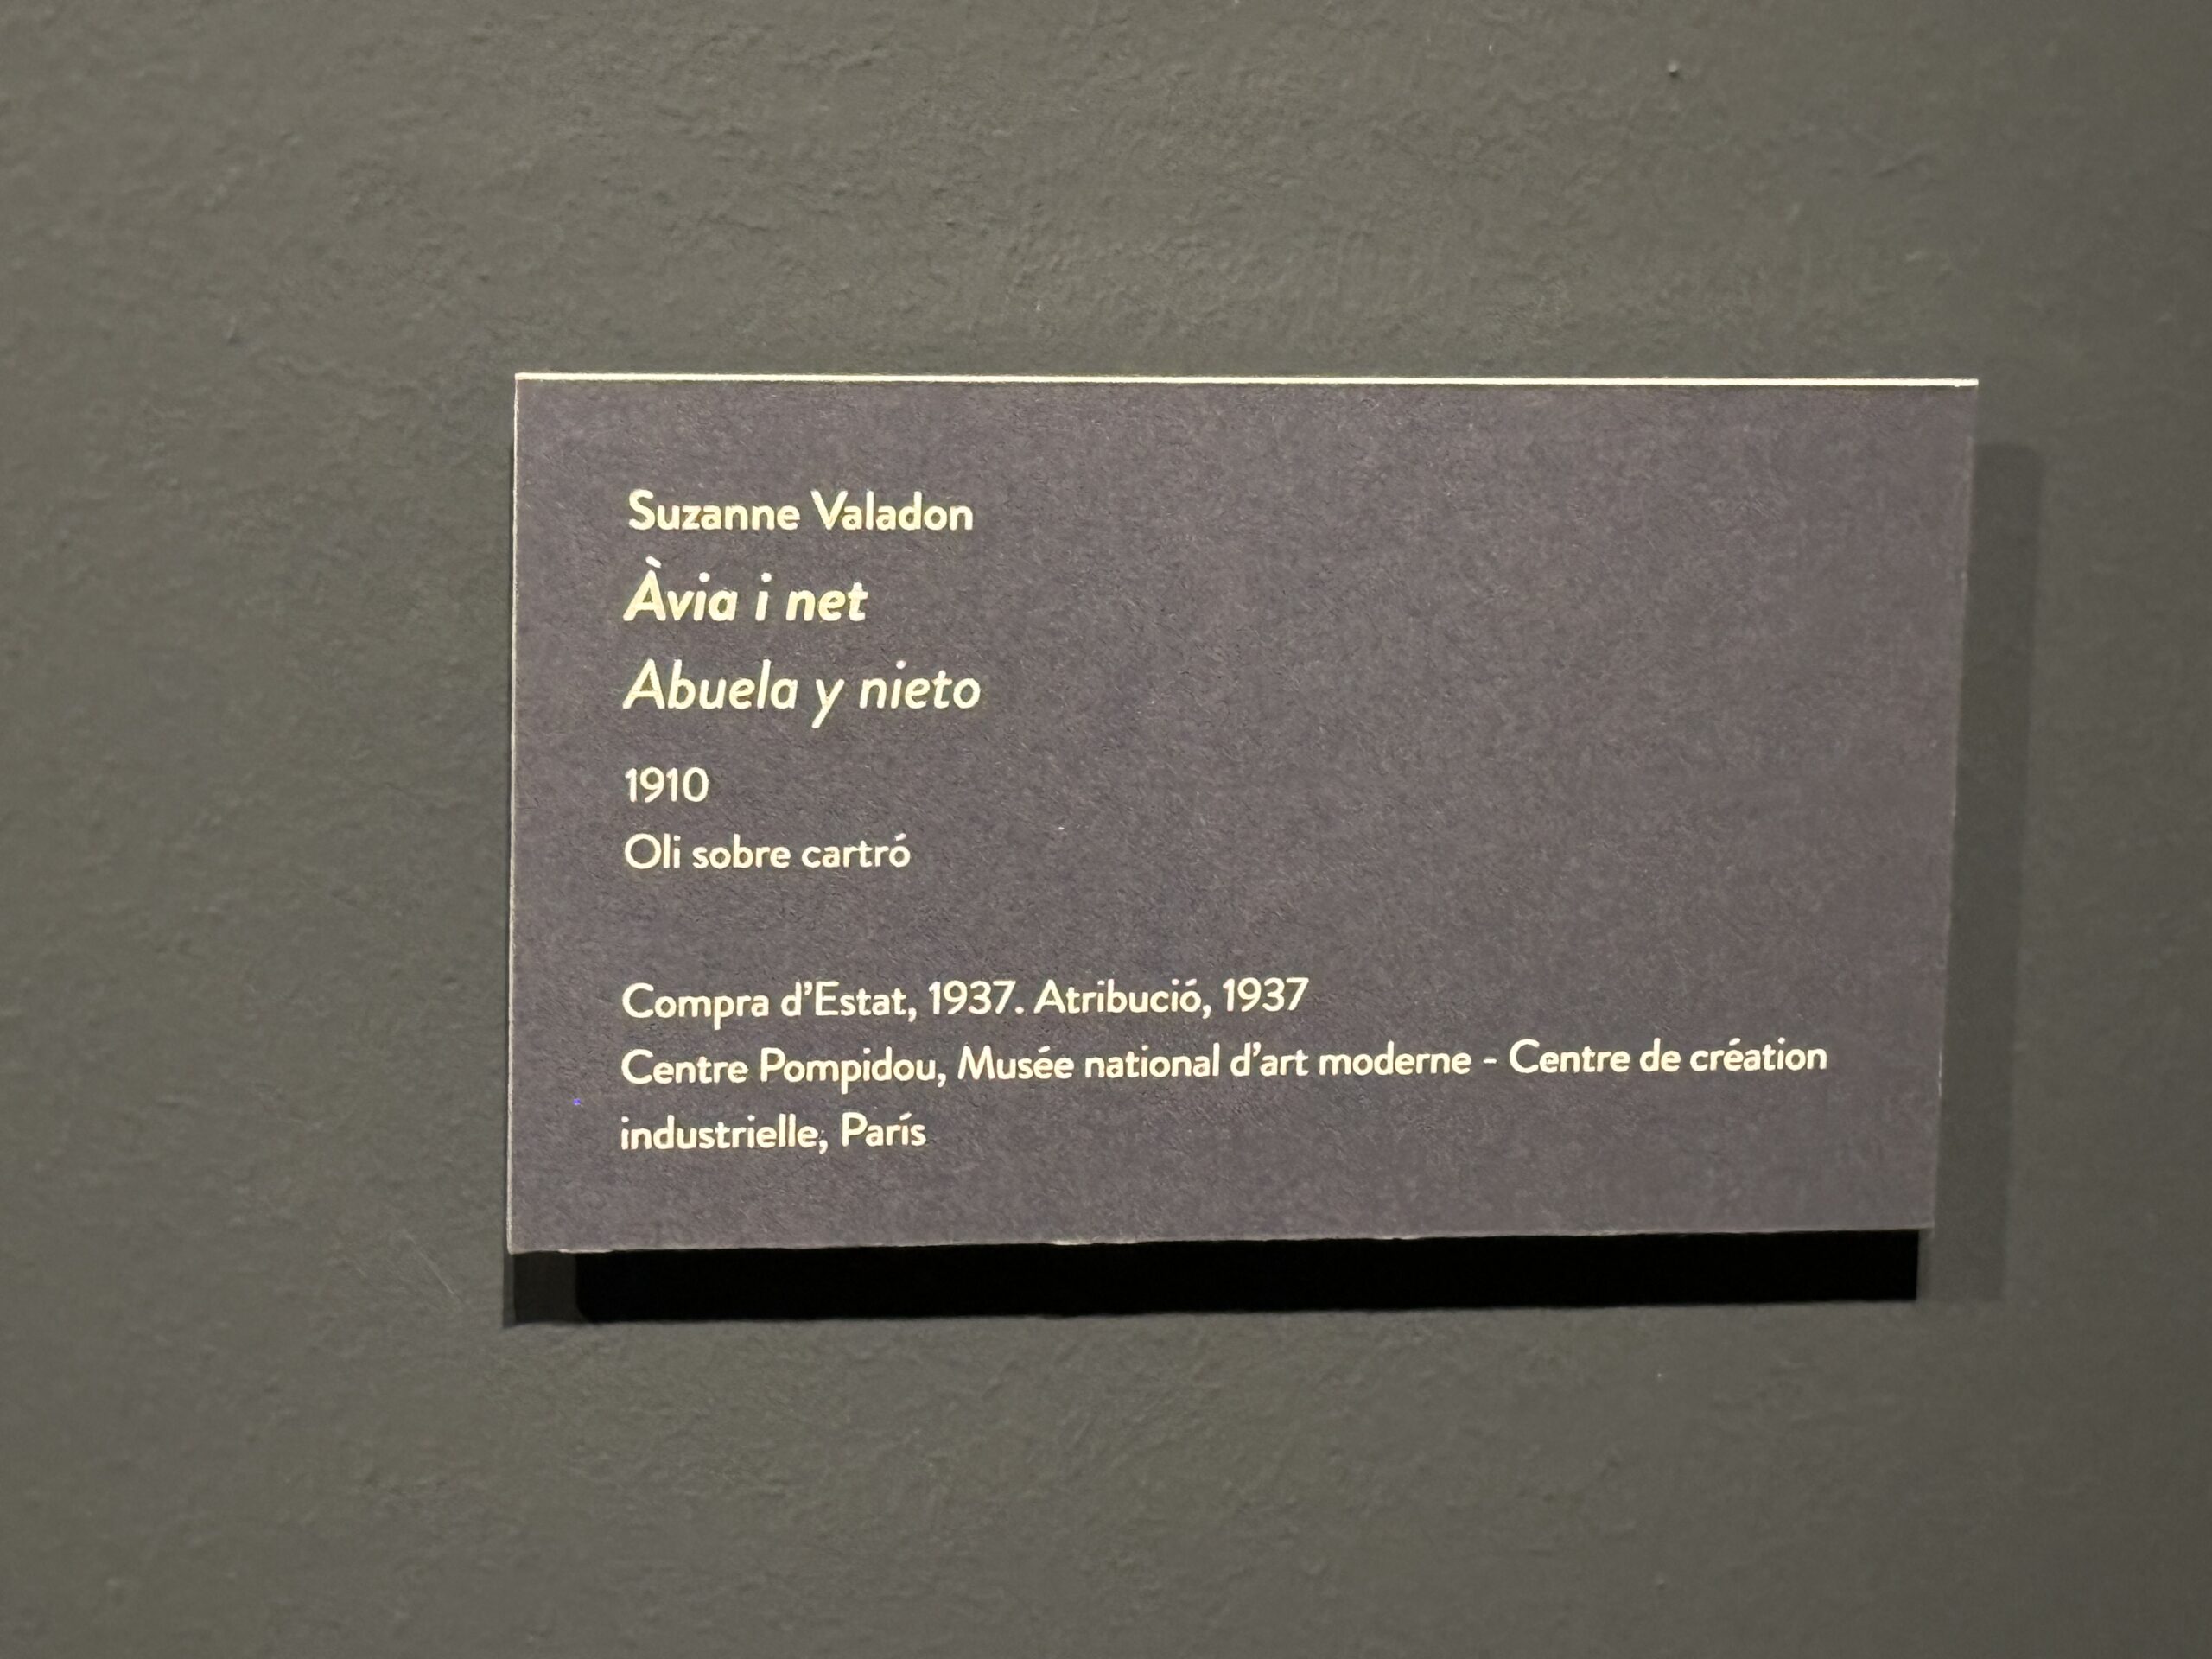 Suzanne Valadon
Àvia i net
Abuela y nieto
1910
Oli sobre cartró
Compra d’Estat, 1937. Atribució, 1937
Centre Pompidou, Musée national d’art moderne - Centre de création
industrielle, París